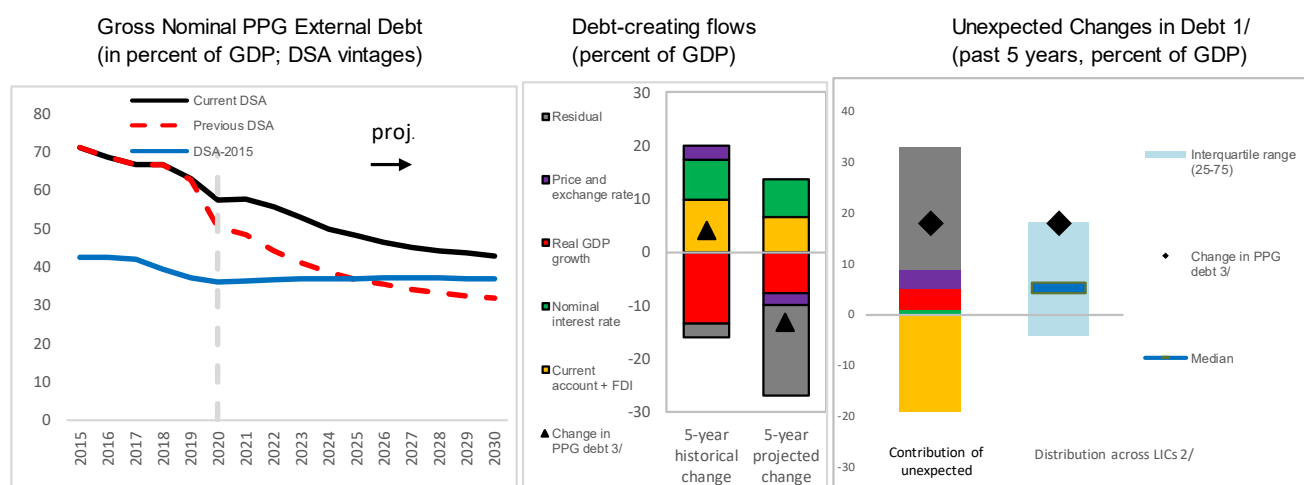 Gross Nominal PPG External Debt
(in percent of GDP; DSA vintages)
Current DSA
Previous DSA
DSA-2015
proj.
80
70
60
50
40
30
20
10
0
2015
2016
2017
2018
2019
2020
2021
2022
2023
2024
2025
2026
2027
2028
2029
2030
Debt-creating flows
(percent of GDP)
Residual
Price and
exchange rate
Real GDP
growth
Nominal
interest rate
Current
account + FDI
Change in
PPG debt 3/
30
20
10
0
-10
-20
-30
5-year
historical
change
5-year
projected
change
Unexpected Changes in Debt 1/
(past 5 years, percent of GDP)
40
30
20
10
0
-10
-20
-30
Contribution of
unexpected
Distribution across LICs 2/
Interquartile range
(25-75)
Change in PPG
debt 3/
Median